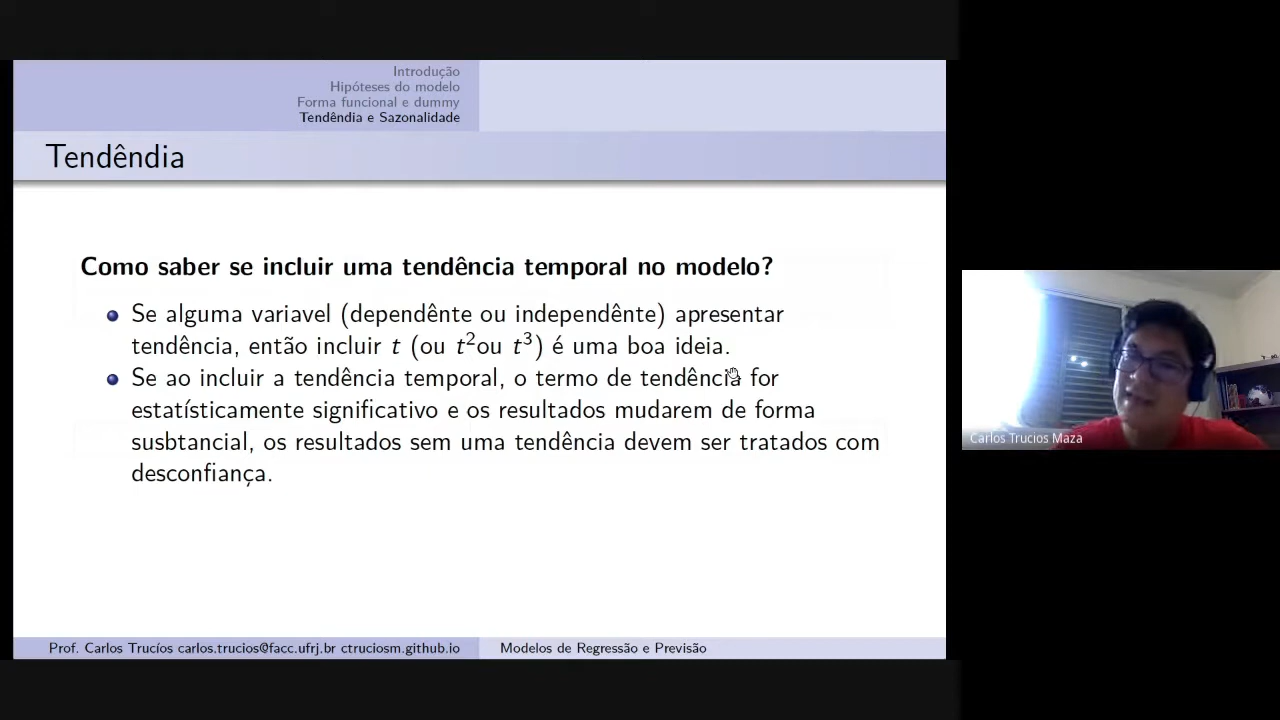 Introdução
Hipóteses do modelo
Forma funcional e dummy
Tendêndia e Sazonalidade
Tendêndia
Como saber se incluir uma tendência temporal no modelo?
Se alguma variavel (dependênte ou independênte) apresentar
tendência, então incluir t (ou t² ou t³) é uma boa ideia.
Se ao incluir a tendência temporal, o termo de tendência for
estatísticamente significativo e os resultados mudarem de forma
susbtancial, os resultados sem uma tendência devem ser tratados com
desconfiança.
Carlos Trucios Maza
Prof. Carlos Trucíos carlos.trucios@facc.ufrj.br ctruciosm.github.io
Modelos de Regressão e Previsão